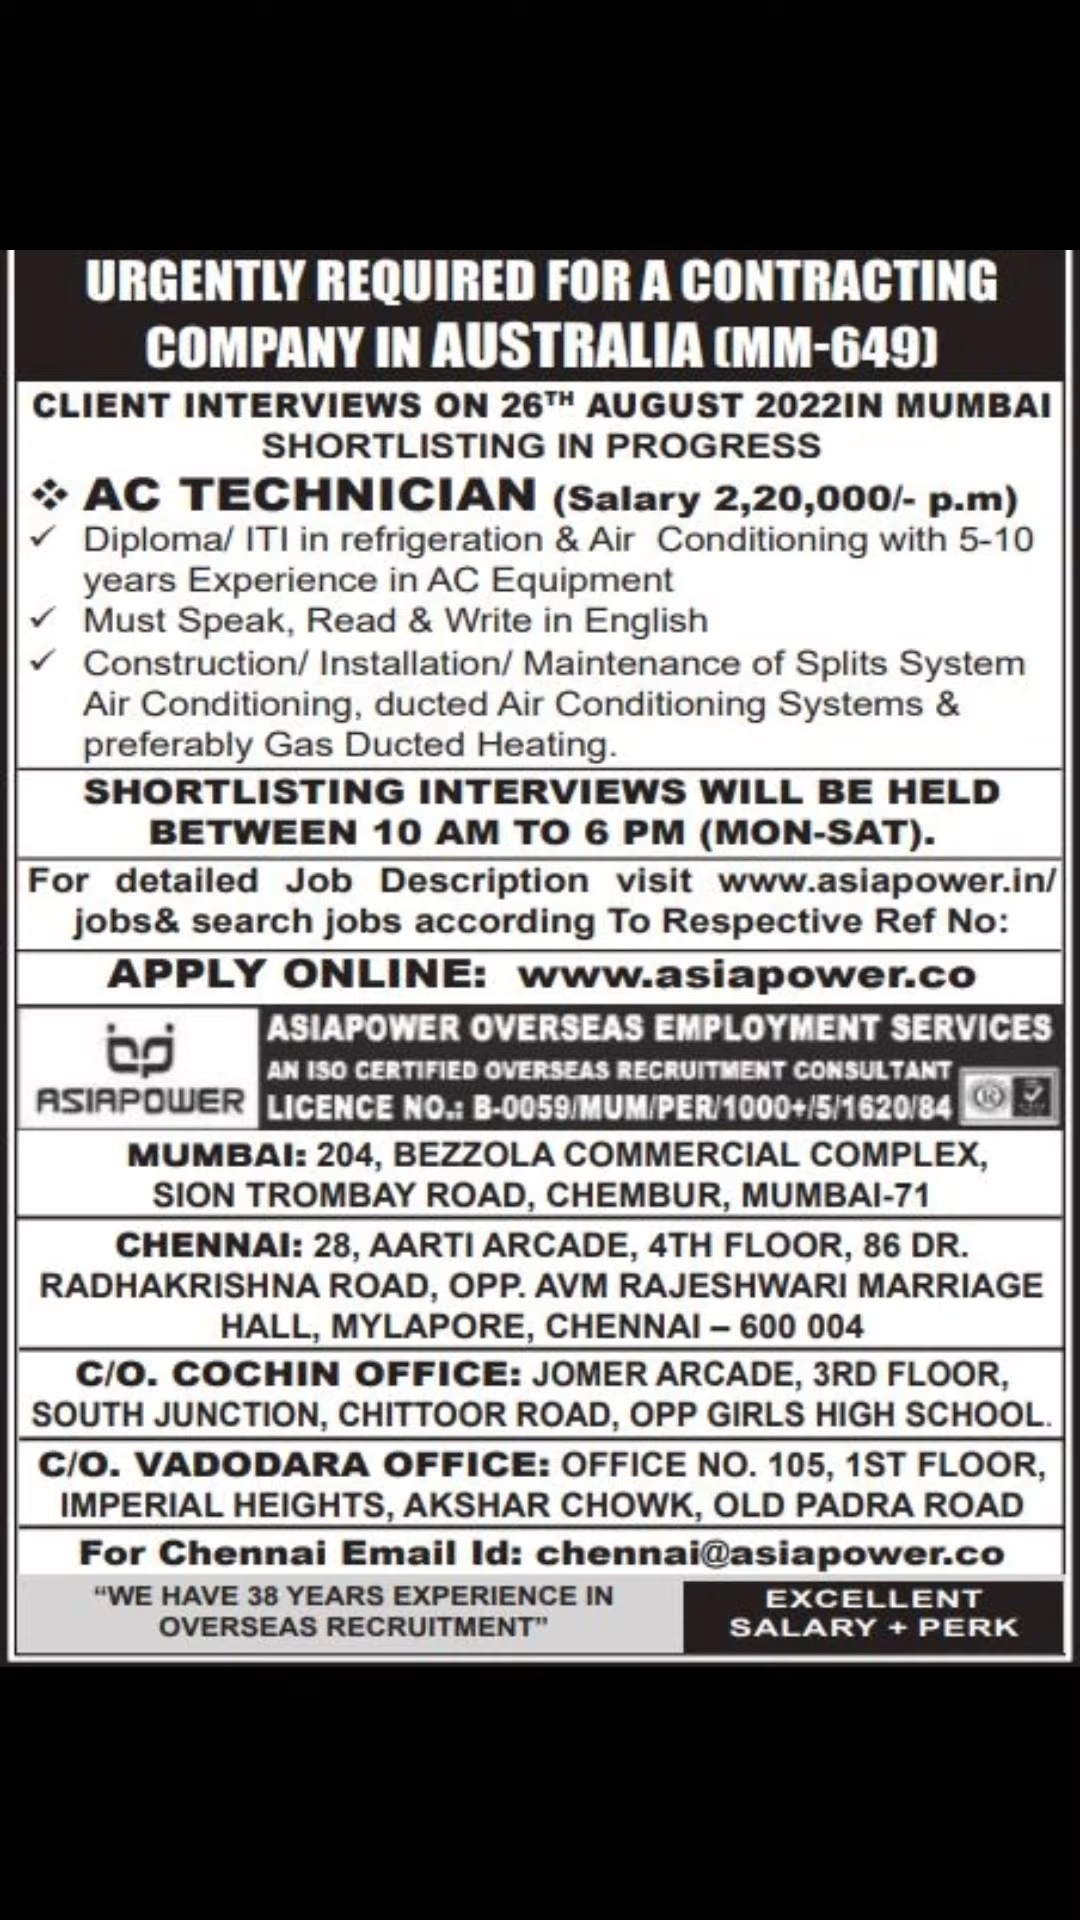 URGENTLY REQUIRED FOR A CONTRACTING
COMPANY IN AUSTRALIA (MM-649)
CLIENT INTERVIEWS ON 26TH AUGUST 2022IN MUMBAI
SHORTLISTING IN PROGRESS
❖ AC TECHNICIAN (Salary 2,20,000/- p.m)
✓ Diploma/ ITI in refrigeration & Air Conditioning with 5-10
years Experience in AC Equipment
✓ Must Speak, Read & Write in English
✓ Construction/ Installation/ Maintenance of Splits System
Air Conditioning, ducted Air Conditioning Systems &
preferably Gas Ducted Heating.
SHORTLISTING INTERVIEWS WILL BE HELD
BETWEEN 10 AM TO 6 PM (MON-SAT).
For detailed Job Description visit www.asiapower.in/
jobs& search jobs according To Respective Ref No:
APPLY ONLINE: www.asiapower.co
ASIAPOWER
ASIAPOWER OVERSEAS EMPLOYMENT SERVICES
AN ISO CERTIFIED OVERSEAS RECRUITMENT CONSULTANT
LICENCE NO.: B-0059/MUM/PER/1000+/5/1620/84
MUMBAI: 204, BEZZOLA COMMERCIAL COMPLEX,
SION TROMBAY ROAD, CHEMBUR, MUMBAI-71
CHENNAI: 28, AARTI ARCADE, 4TH FLOOR, 86 DR.
RADHAKRISHNA ROAD, OPP. AVM RAJESHWARI MARRIAGE
HALL, MYLAPORE, CHENNAI – 600 004
C/O. COCHIN OFFICE: JOMER ARCADE, 3RD FLOOR,
SOUTH JUNCTION, CHITTOOR ROAD, OPP GIRLS HIGH SCHOOL.
C/O. VADODARA OFFICE: OFFICE NO. 105, 1ST FLOOR,
IMPERIAL HEIGHTS, AKSHAR CHOWK, OLD PADRA ROAD
For Chennai Email Id: chennai@asiapower.co
“WE HAVE 38 YEARS EXPERIENCE IN
OVERSEAS RECRUITMENT”
EXCELLENT
SALARY + PERK